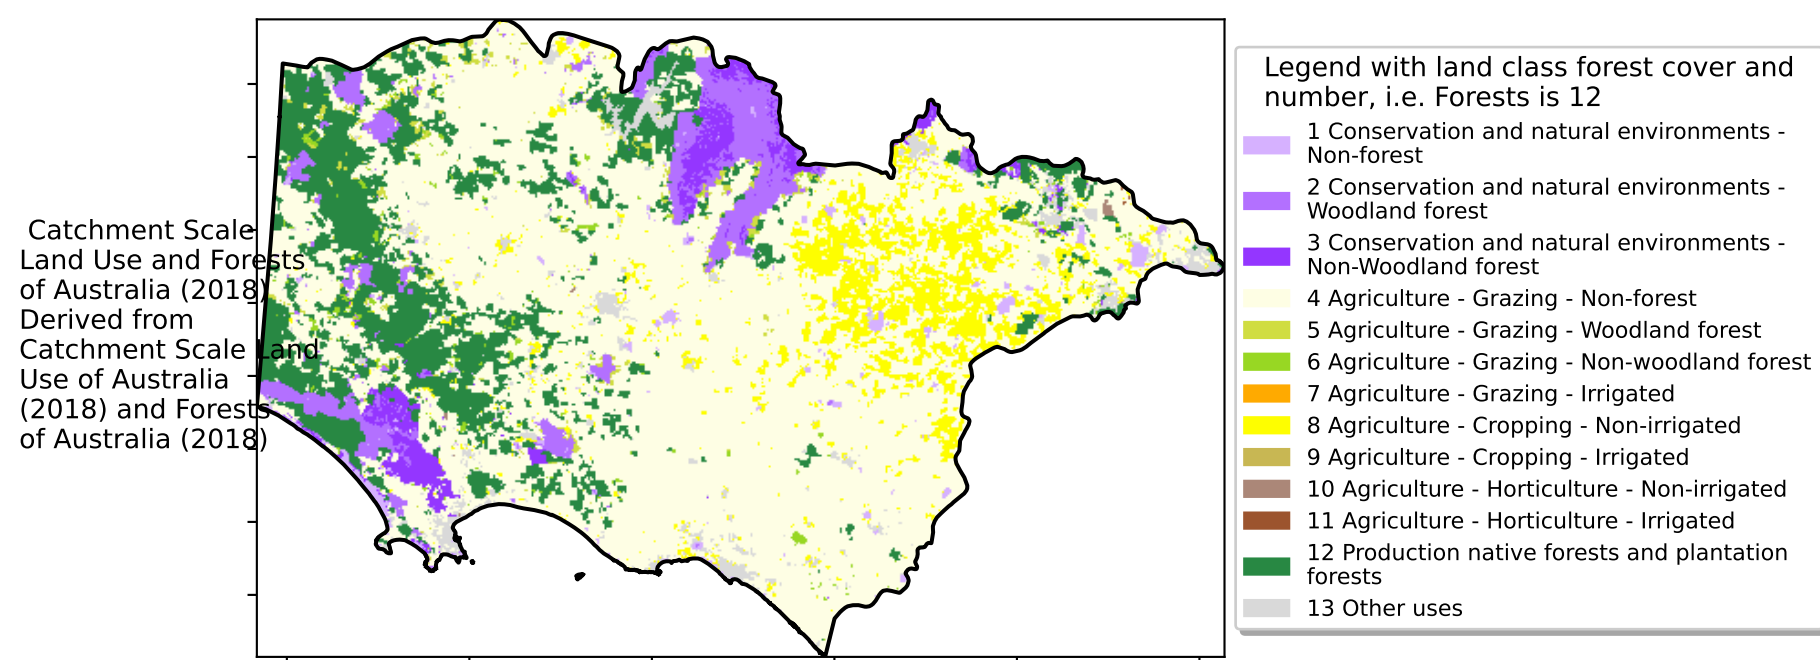 Catchment Scale
Land Use and Forests
of Australia (2018)
Derived from
Catchment Scale Land
Use of Australia
(2018) and Forests
of Australia (2018)
Legend with land class forest cover and
number, i.e. Forests is 12
1 Conservation and natural environments -
Non-forest
2 Conservation and natural environments -
Woodland forest
3 Conservation and natural environments -
Non-Woodland forest
4 Agriculture - Grazing - Non-forest
5 Agriculture - Grazing - Woodland forest
6 Agriculture - Grazing - Non-woodland forest
7 Agriculture - Grazing - Irrigated
8 Agriculture - Cropping - Non-irrigated
9 Agriculture - Cropping - Irrigated
10 Agriculture - Horticulture - Non-irrigated
11 Agriculture - Horticulture - Irrigated
12 Production native forests and plantation
forests
13 Other uses